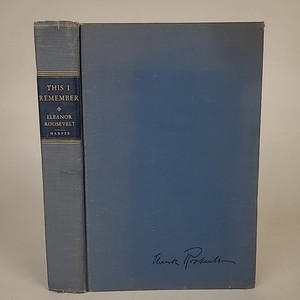 THIS I
REMEMBER
ELEANOR
ROOSEVELT
HARPER
Eleanor Roosevelt